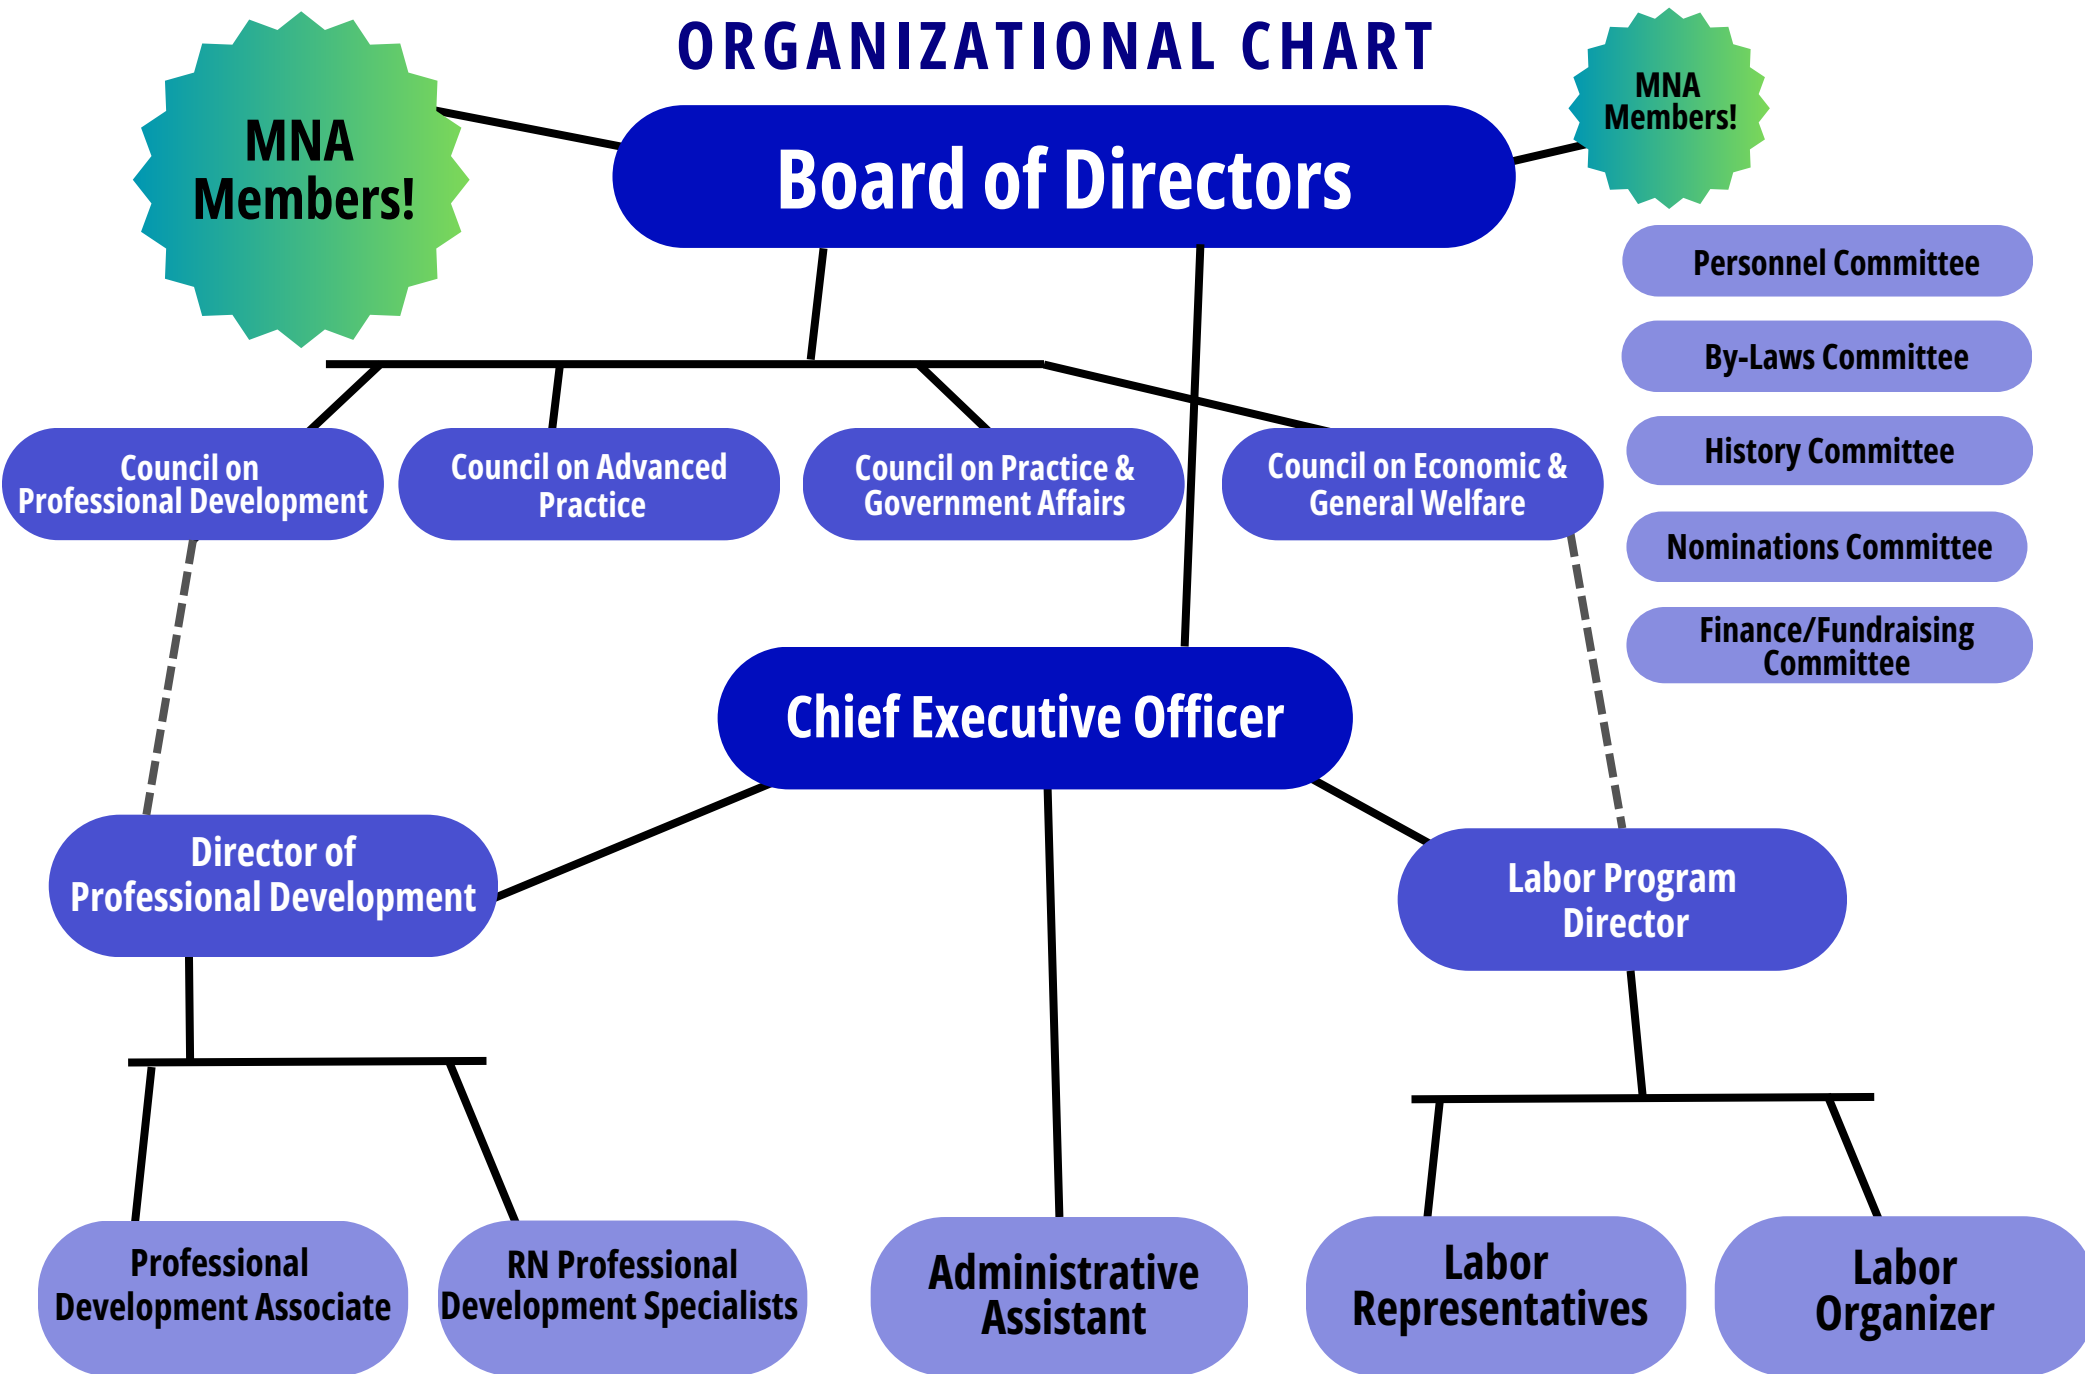 ORGANIZATIONAL CHART
MNA
Members!
Board of Directors
MNA
Members!
Personnel Committee
By-Laws Committee
History Committee
Nominations Committee
Finance/Fundraising
Committee
Council on
Professional Development
Council on Advanced
Practice
Council on Practice &
Government Affairs
Council on Economic &
General Welfare
Chief Executive Officer
Director of
Professional Development
Labor Program
Director
Professional
Development Associate
RN Professional
Development Specialists
Administrative
Assistant
Labor
Representatives
Labor
Organizer